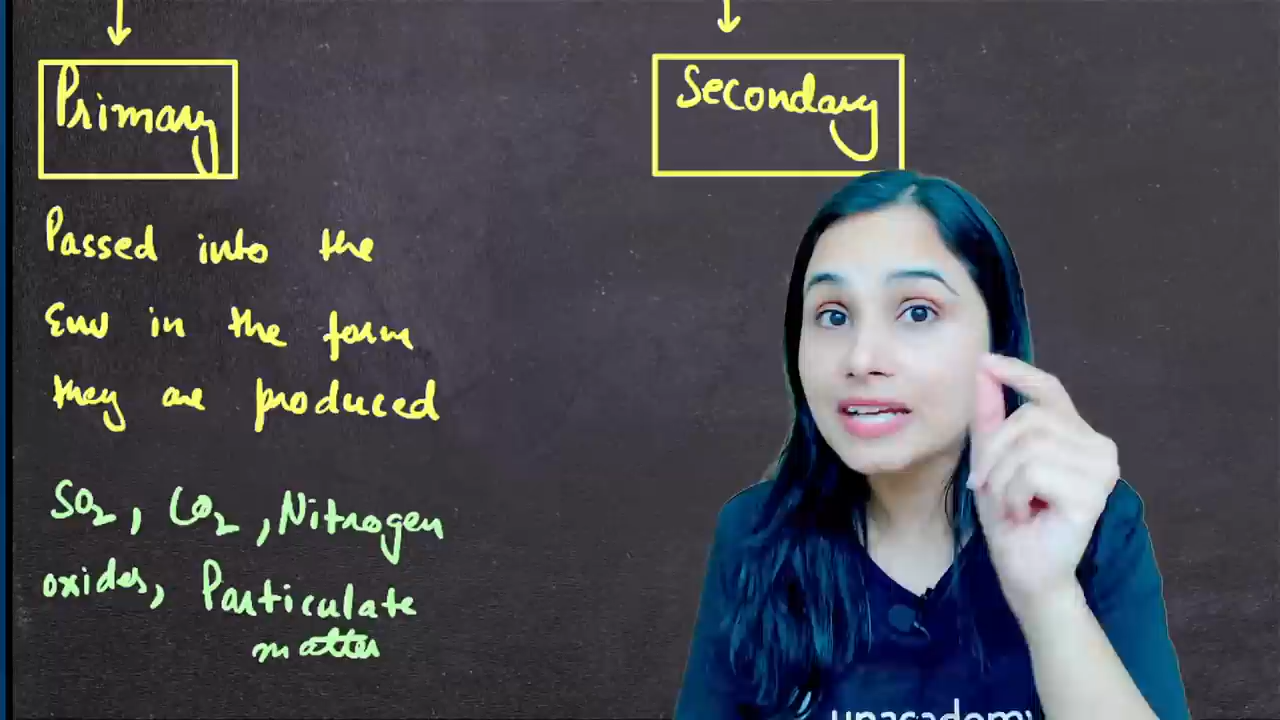 Primary
Secondary
Passed into the
Env in the form
they are produced
SO2, CO2, Nitrogen
oxides, Particulate
matter
unacademy